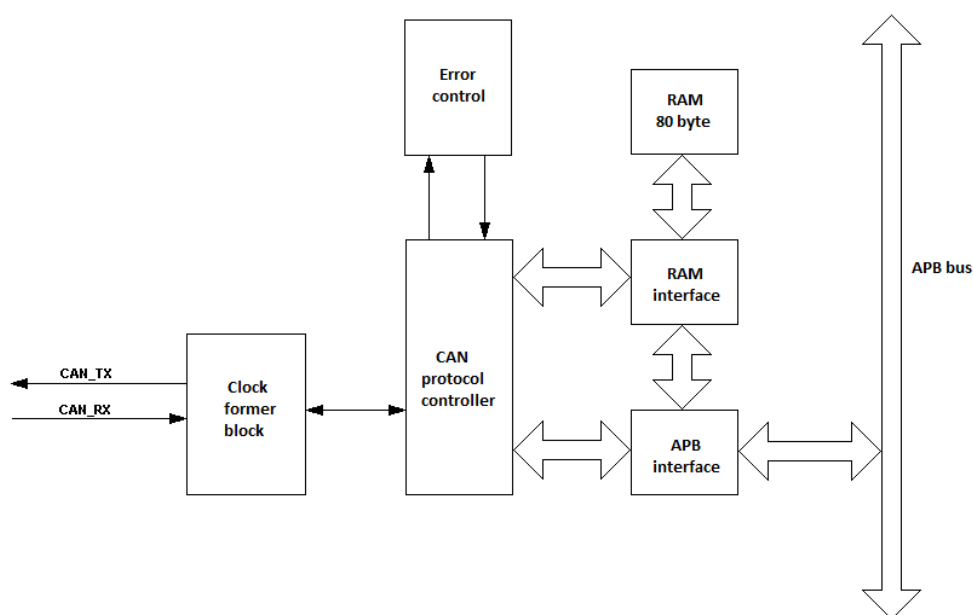 Error
control
RAM
80 byte
RAM
interface
APB bus
CAN_TX
CAN_RX
Clock
former
block
CAN
protocol
controller
APB
interface